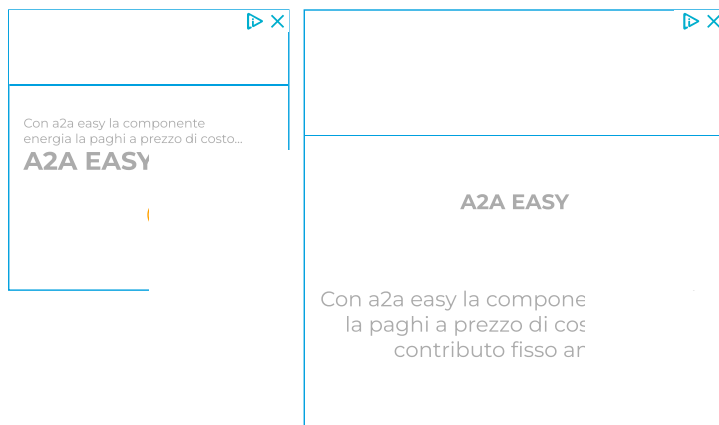 Con a2a easy la componente
energia la paghi a prezzo di costo...
A2A EASY
A2A EASY
Con a2a easy la compone
la paghi a prezzo di cos
contributo fisso an